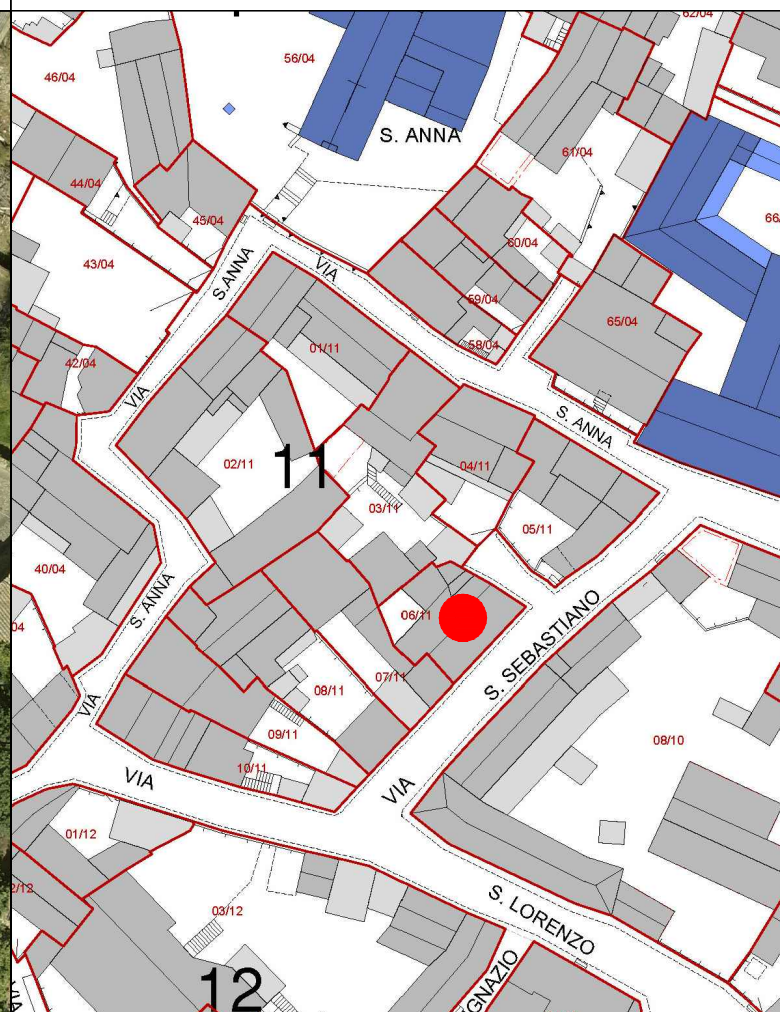 62/04
46/04
56/04
S. ANNA
61/04
44/04
45/04
66
60/04
43/04
S.ANNA
VIA
59/04
65/04
58/04
01/11
42/04
VIA
S. ANNA
02/11
11
04/11
03/11
05/11
40/04
S. ANNA
06/11
S. SEBASTIANO
04
07/11
08/11
VIA
09/11
08/10
10/11
VIA
VIA
01/12
2/12
03/12
S. LORENZO
12
GNAZIO
VIA